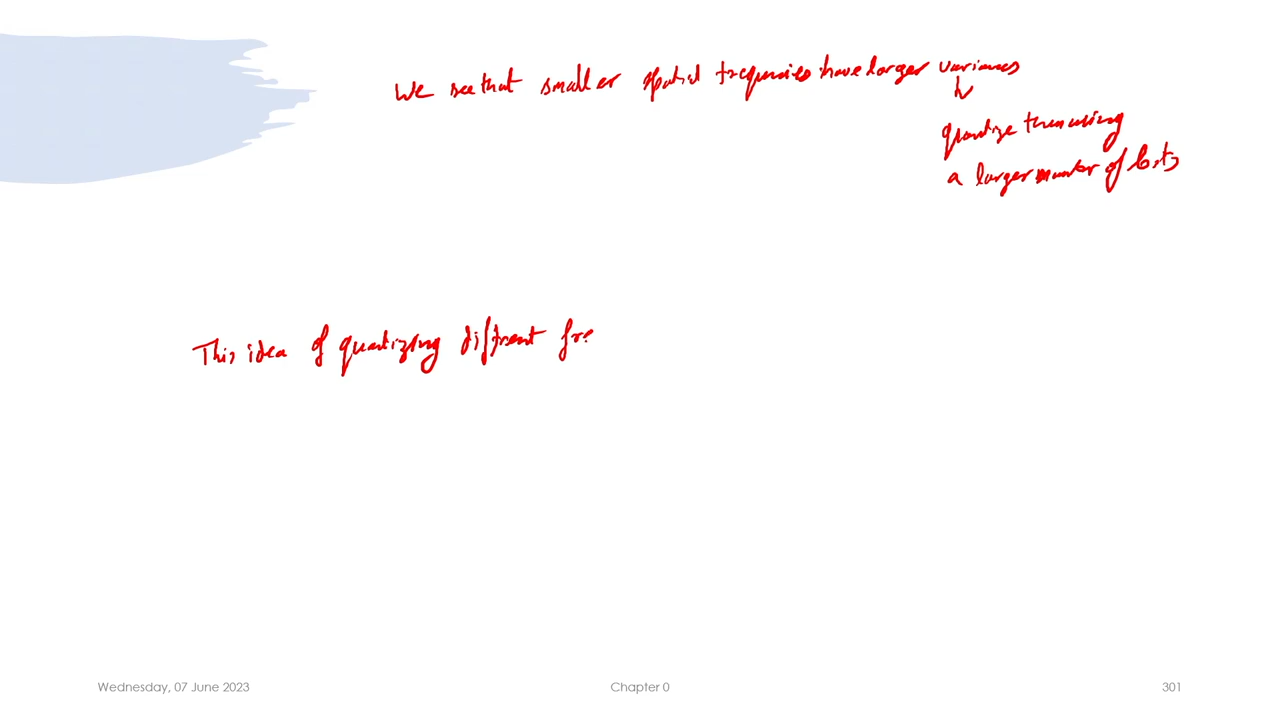 We see that smaller spatial frequencies have larger variances
quantize them using
a larger number of bits
This idea of quantizing different fre
Wednesday, 07 June 2023
Chapter 0
301